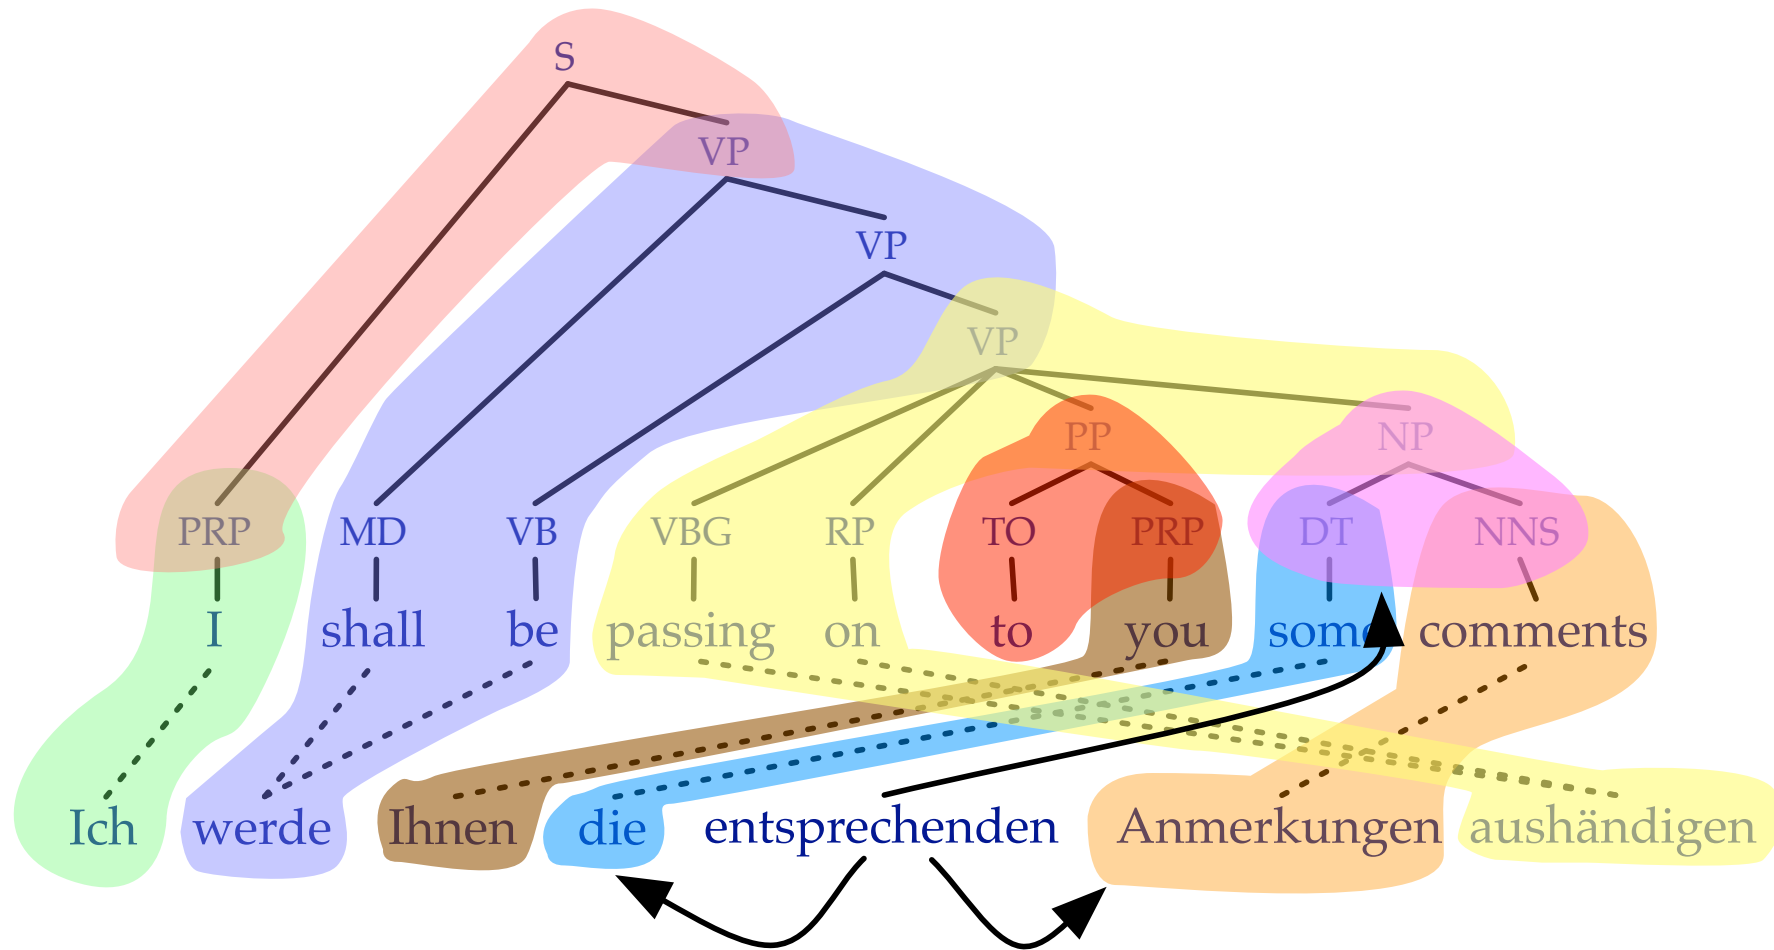 S
VP
VP
VP
PP NP
PRP MD VB VBG RP TO PRP DT NNS
I shall be passing on to you some comments
Ich werde Ihnen die entsprechenden Anmerkungen aushändigen